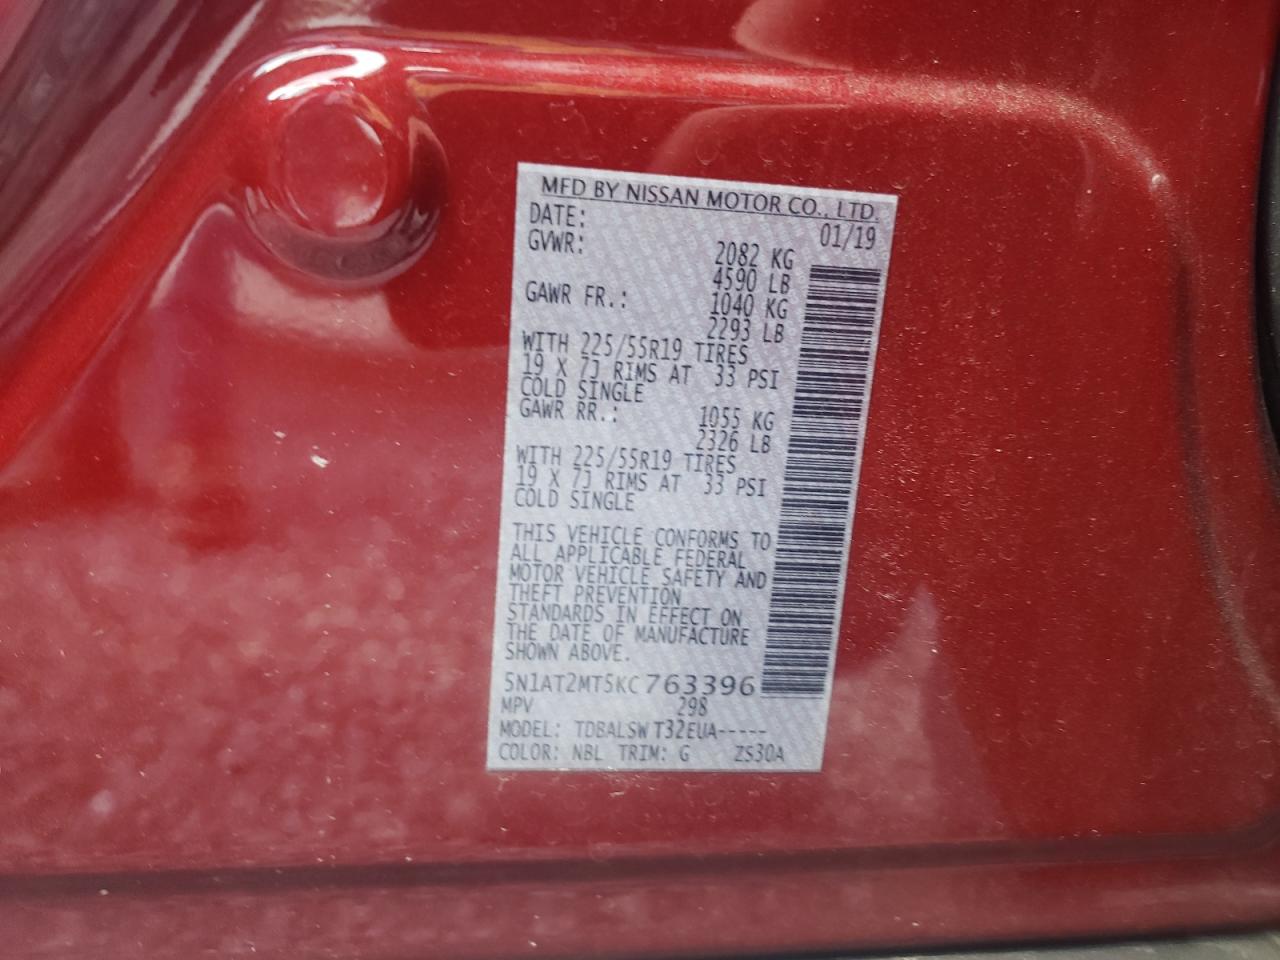 MFD BY NISSAN MOTOR CO., LTD.
DATE: 01/19
GVWR: 2082 KG
4590 LB
GAWR FR.: 1040 KG
2293 LB
WITH 225/55R19 TIRES
19 X 7J RIMS AT 33 PSI
COLD SINGLE
GAWR RR.: 1055 KG
2326 LB
WITH 225/55R19 TIRES
19 X 7J RIMS AT 33 PSI
COLD SINGLE
THIS VEHICLE CONFORMS TO
ALL APPLICABLE FEDERAL
MOTOR VEHICLE SAFETY AND
THEFT PREVENTION
STANDARDS IN EFFECT ON
THE DATE OF MANUFACTURE
SHOWN ABOVE.
5N1AT2MT5KC763396
MPV 298
MODEL: TDBALSW T32EUA-----
COLOR: NBL TRIM: G ZS30A